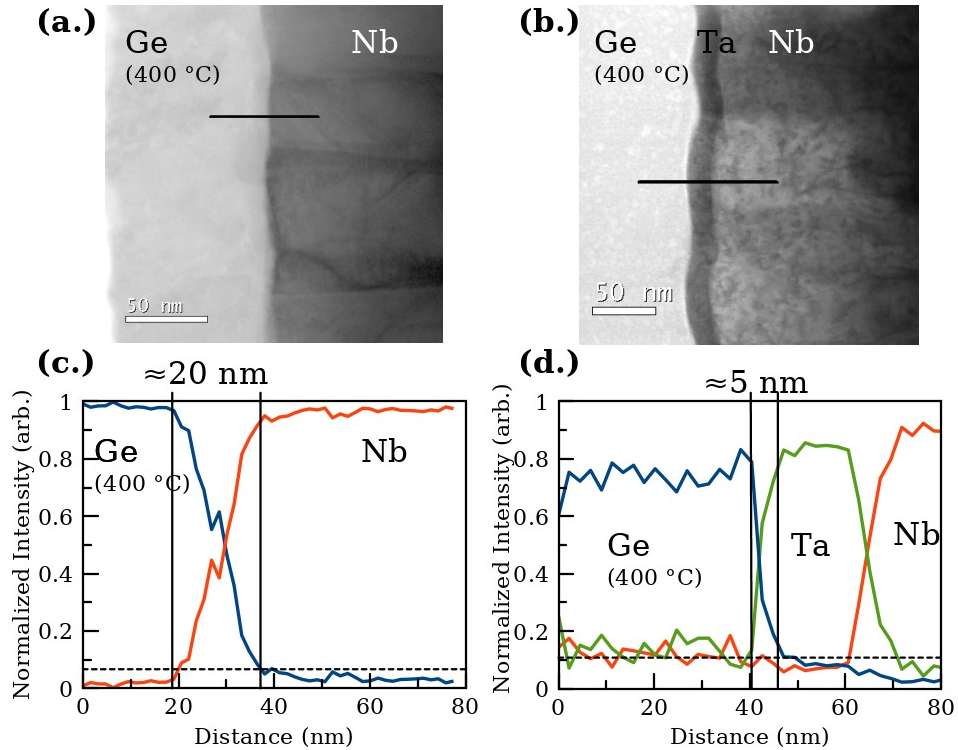 (a.)
Ge
Nb
(400 °C)
50 nm
(b.)
Ge
Ta
Nb
(400 °C)
50 nm
(c.)
≈20 nm
Normalized Intensity (arb.)
1
0.8
0.6
0.4
0.2
0
Ge
(400 °C)
Nb
0
20
40
60
80
Distance (nm)
(d.)
≈5 nm
Normalized Intensity (arb.)
1
0.8
0.6
0.4
0.2
0
Ge
(400 °C)
Ta
Nb
0
20
40
60
80
Distance (nm)